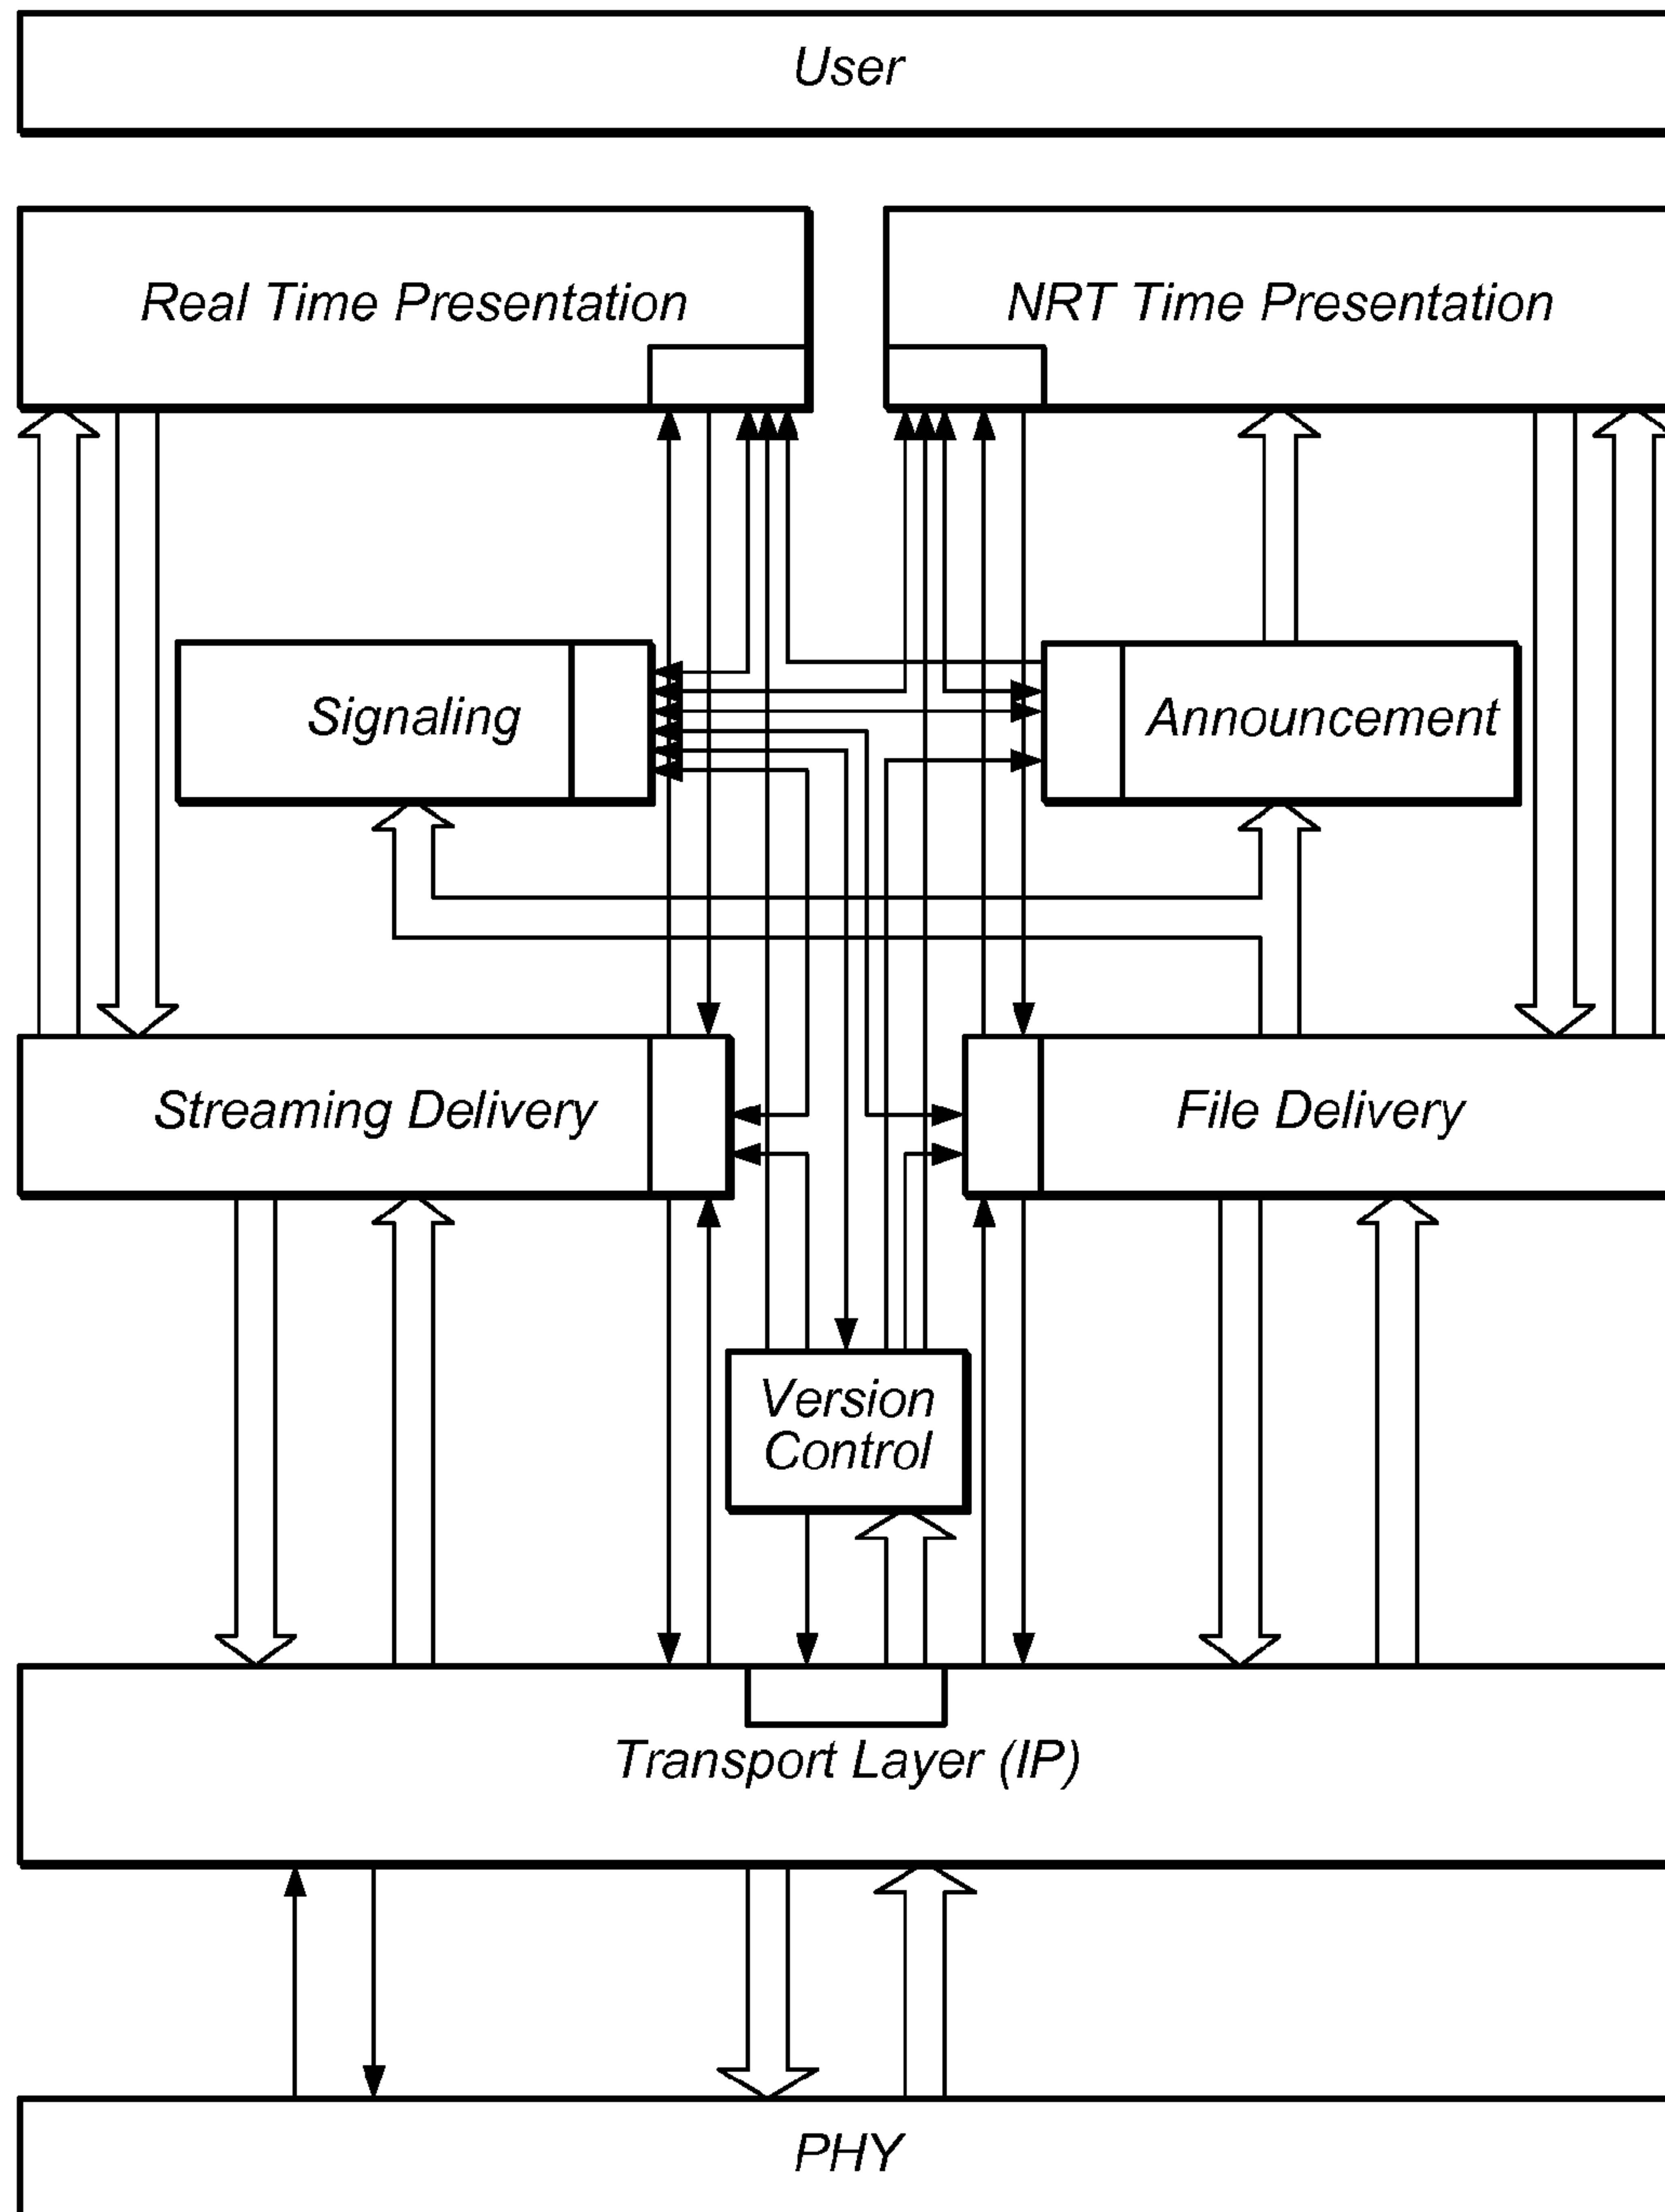 User
Real Time Presentation
NRT Time Presentation
Signaling
Announcement
Streaming Delivery
File Delivery
Version
Control
Transport Layer (IP)
PHY